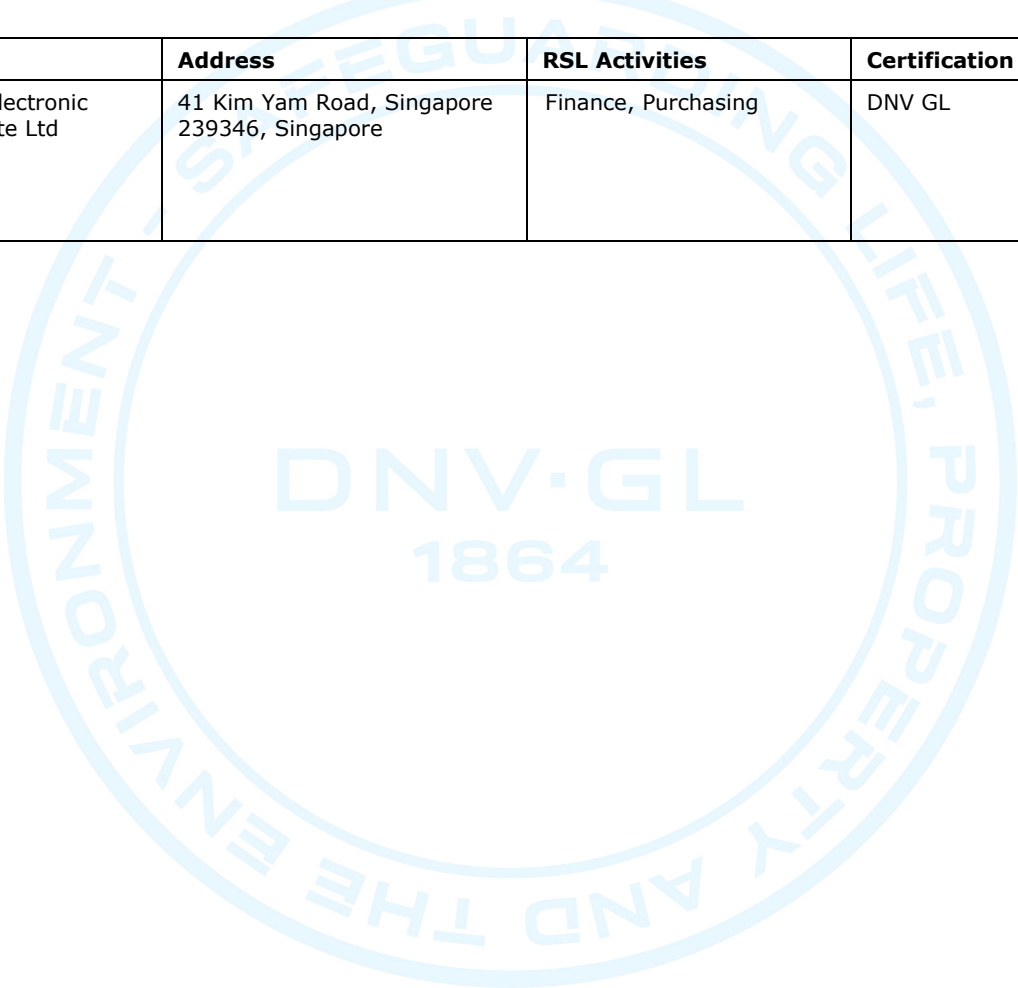 Address RSL Activities Certification
lectronic 41 Kim Yam Road, Singapore Finance, Purchasing DNV GL
te Ltd 239346, Singapore
SAFEGUARDING LIFE, PROPERTY AND THE ENVIRONMENT -
DNV·GL
1864